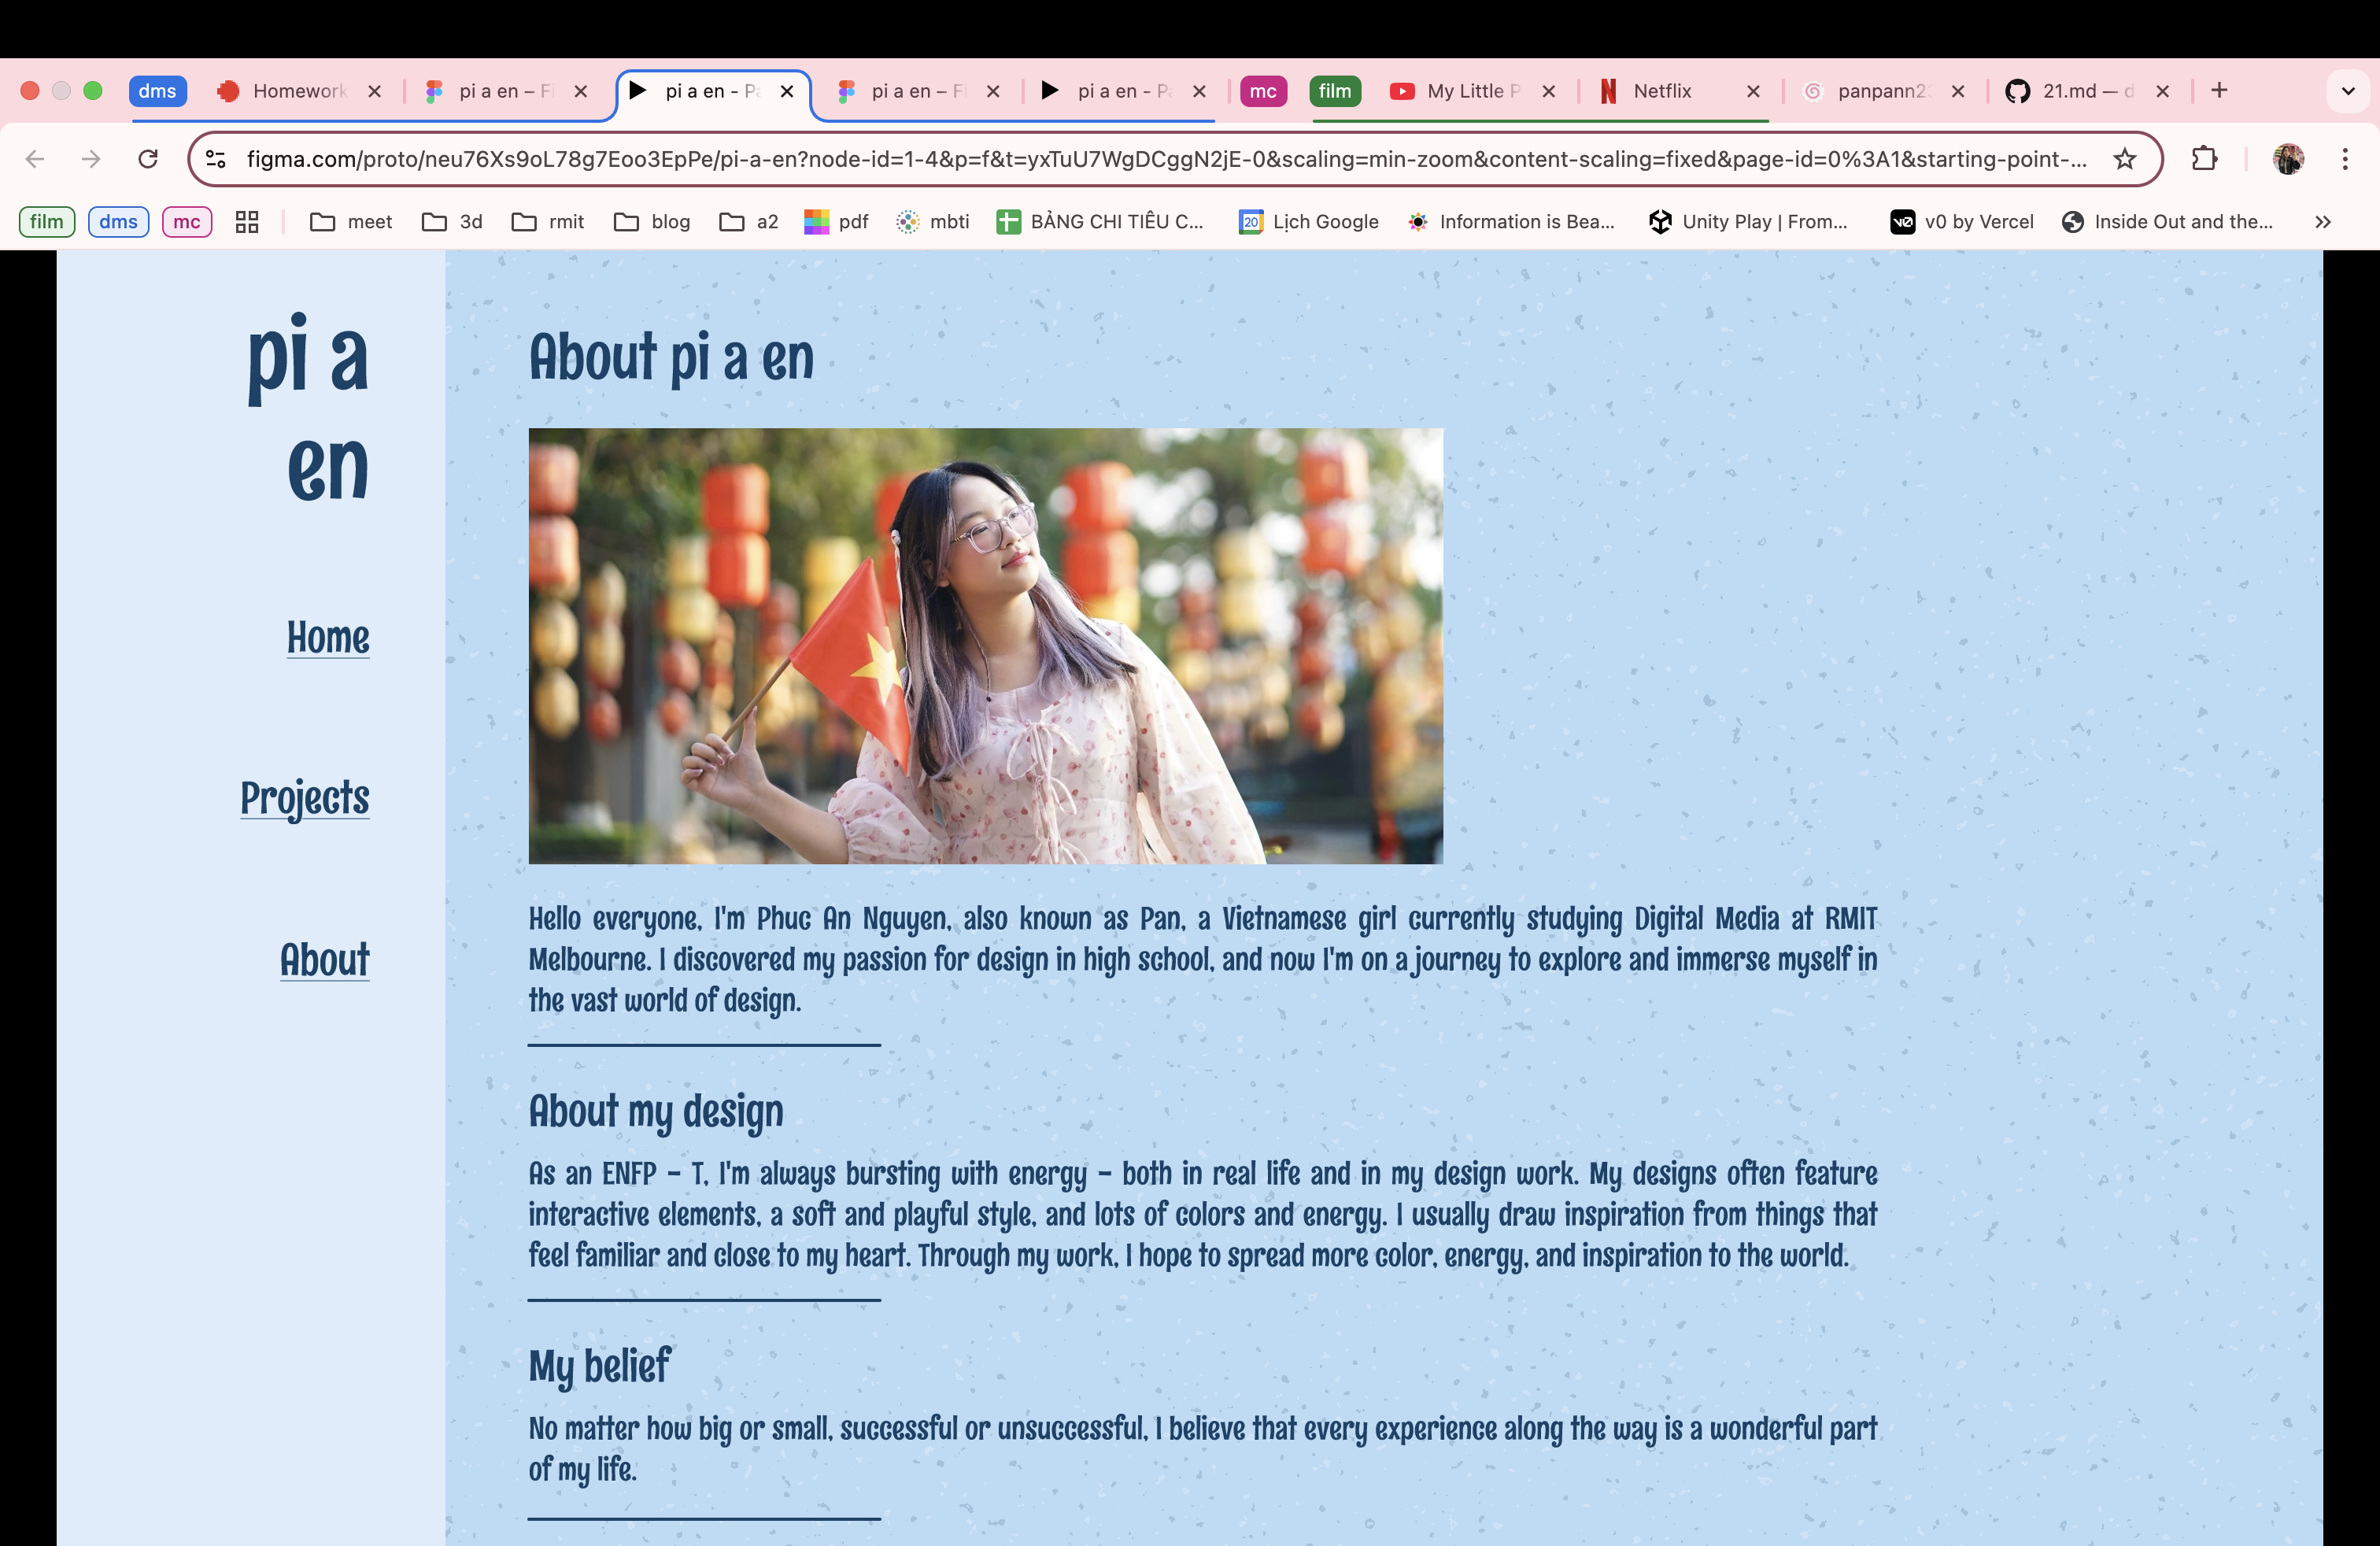 dms
Homework
pi a en – Fi
pi a en - Pa
pi a en – Fi
pi a en - Pa
mc
film
My Little P
Netflix
panpann22
21.md — d
figma.com/proto/neu76Xs9oL78g7Eoo3EpPe/pi-a-en?node-id=1-4&p=f&t=yxTuU7WgDCggN2jE-0&scaling=min-zoom&content-scaling=fixed&page-id=0%3A1&starting-point-...
film
dms
mc
meet
3d
rmit
blog
a2
pdf
mbti
BẢNG CHI TIÊU C...
20
Lịch Google
Information is Bea...
Unity Play | From...
v0
v0 by Vercel
Inside Out and the...
pi a
en
Home
Projects
About
About pi a en
Hello everyone, I'm Phuc An Nguyen, also known as Pan, a Vietnamese girl currently studying Digital Media at RMIT
Melbourne. I discovered my passion for design in high school, and now I'm on a journey to explore and immerse myself in
the vast world of design.
About my design
As an ENFP – T, I'm always bursting with energy – both in real life and in my design work. My designs often feature
interactive elements, a soft and playful style, and lots of colors and energy. I usually draw inspiration from things that
feel familiar and close to my heart. Through my work, I hope to spread more color, energy, and inspiration to the world.
My belief
No matter how big or small, successful or unsuccessful, I believe that every experience along the way is a wonderful part
of my life.